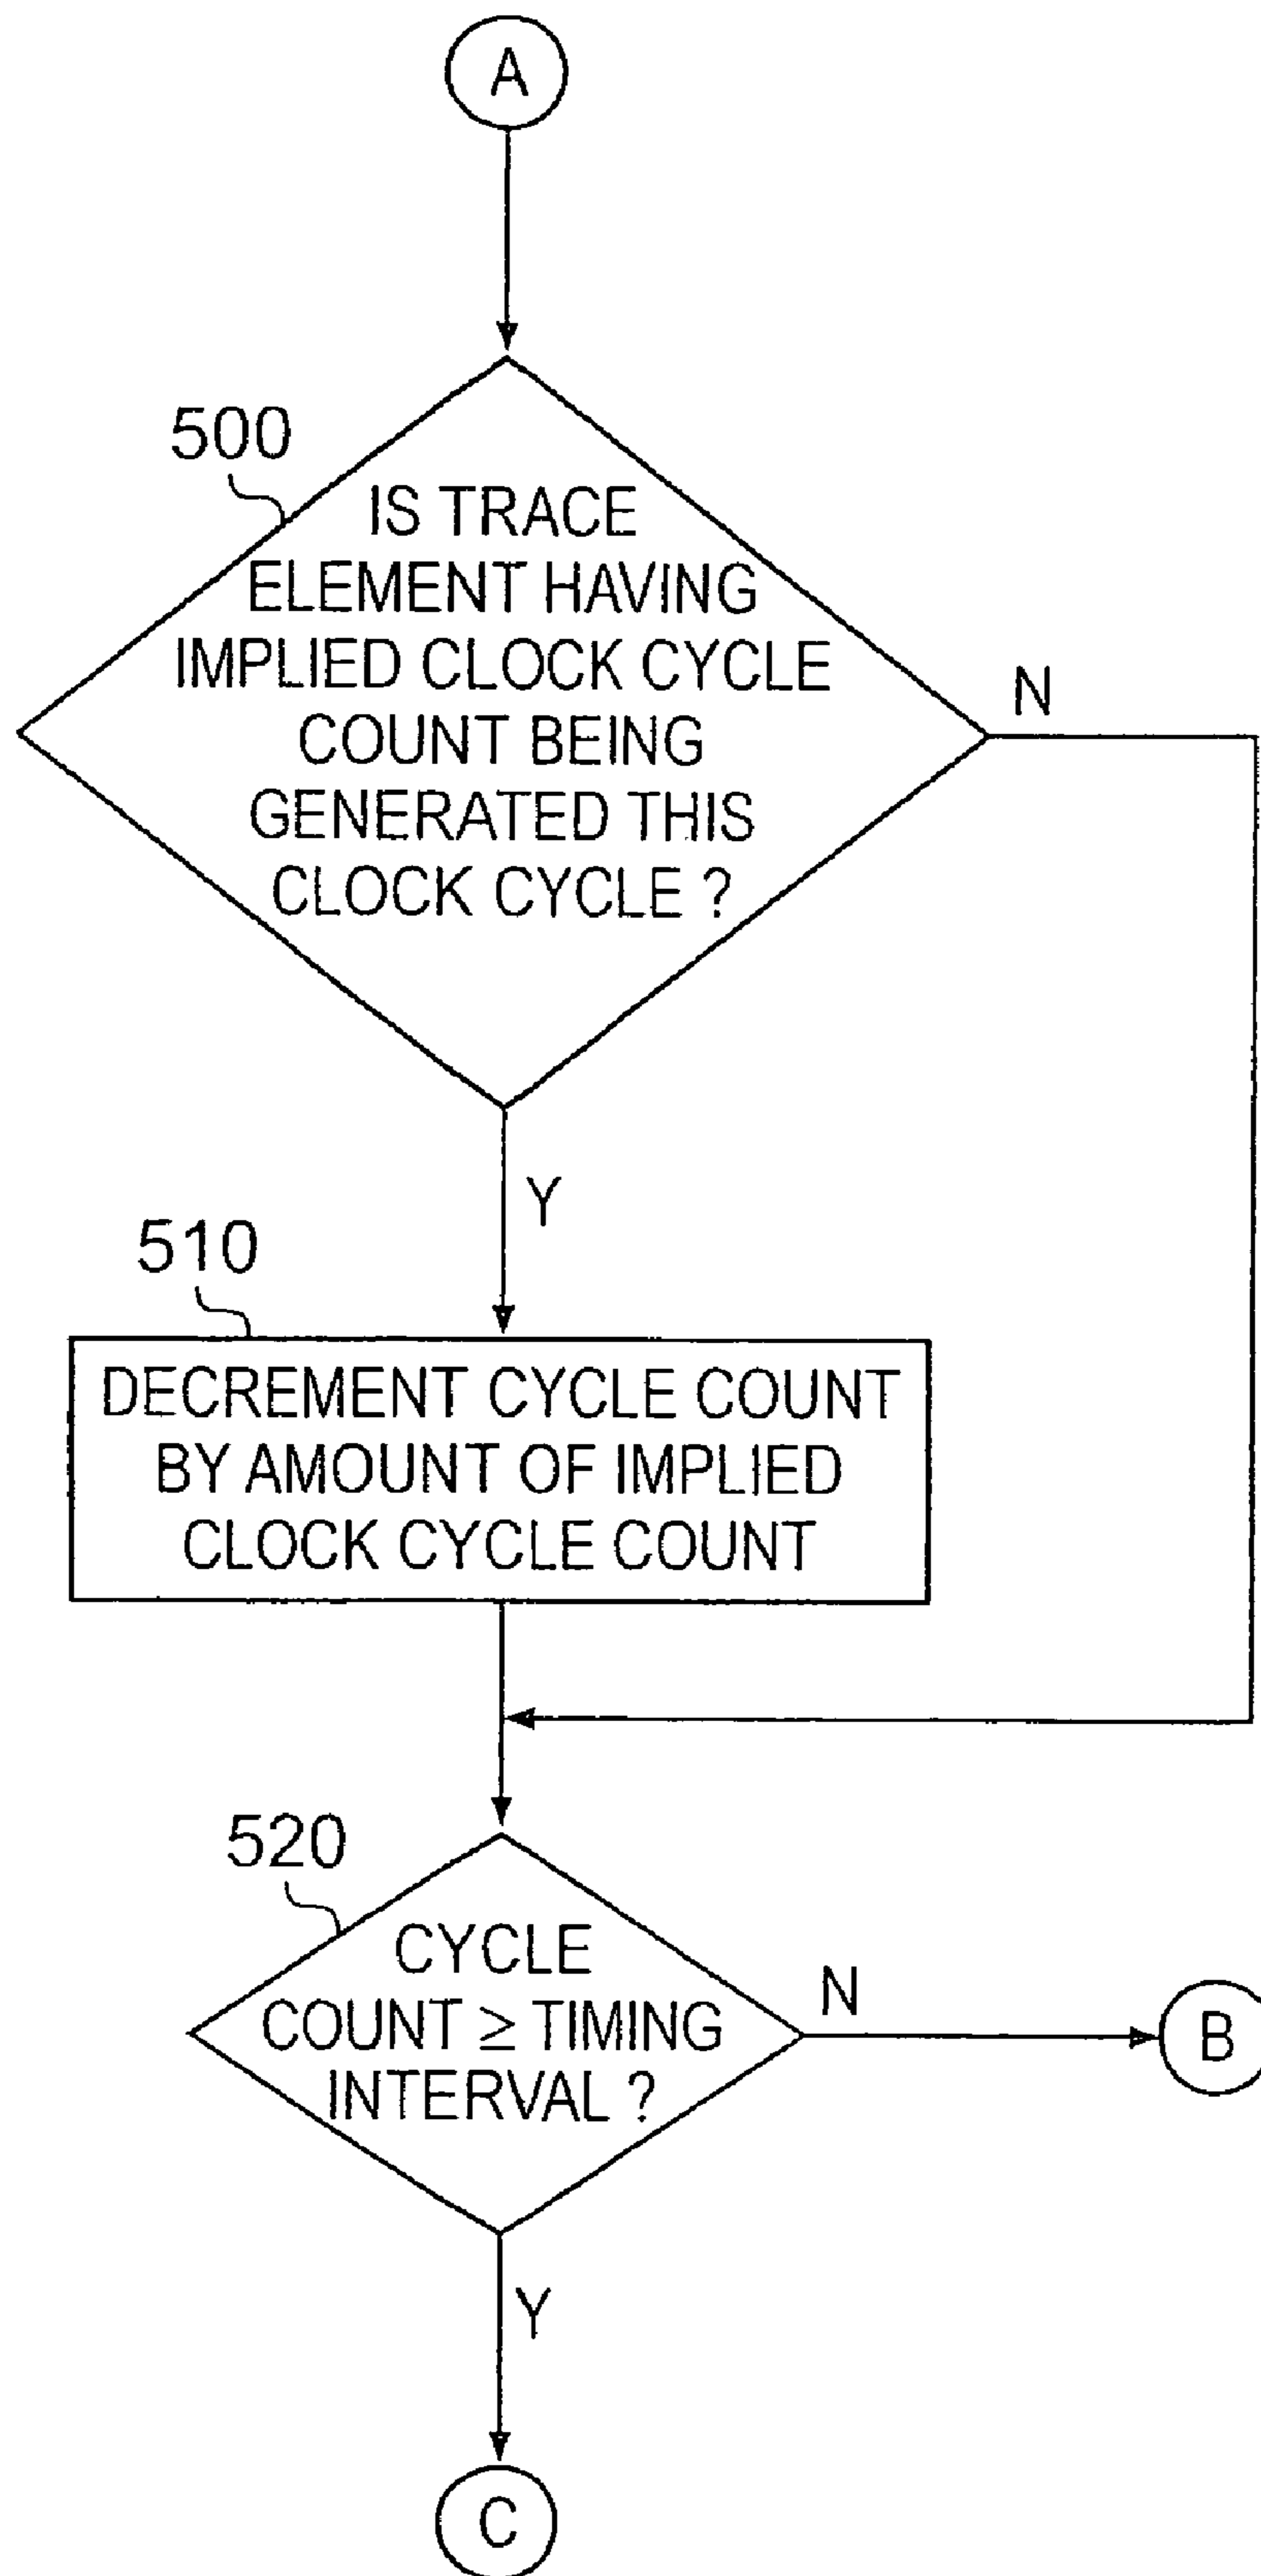 A
500
IS TRACE
ELEMENT HAVING
IMPLIED CLOCK CYCLE
COUNT BEING
GENERATED THIS
CLOCK CYCLE ?
N
Y
510
DECREMENT CYCLE COUNT
BY AMOUNT OF IMPLIED
CLOCK CYCLE COUNT
520
CYCLE
COUNT ≥ TIMING
INTERVAL ?
N
B
Y
C